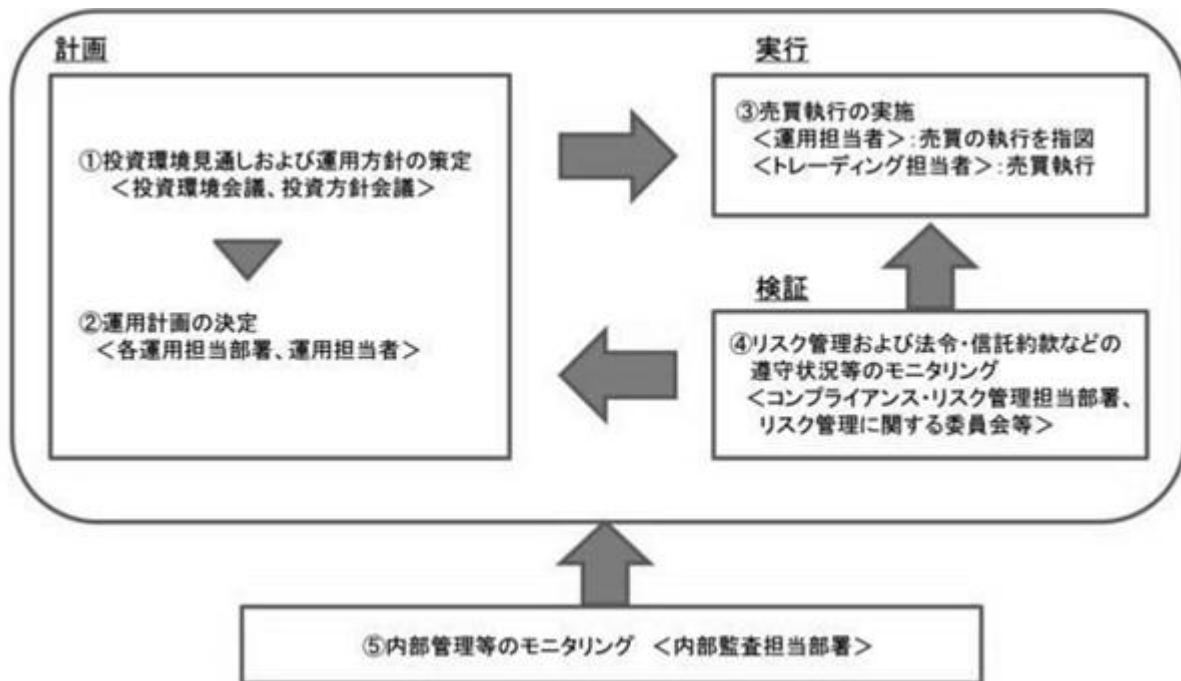 計画
①投資環境見通しおよび運用方針の策定
＜投資環境会議、投資方針会議＞
②運用計画の決定
＜各運用担当部署、運用担当者＞
実行
③売買執行の実施
＜運用担当者＞：売買の執行を指図
＜トレーディング担当者＞：売買執行
検証
④リスク管理および法令・信託約款などの
遵守状況等のモニタリング
＜コンプライアンス・リスク管理担当部署、
リスク管理に関する委員会等＞
⑤内部管理等のモニタリング ＜内部監査担当部署＞